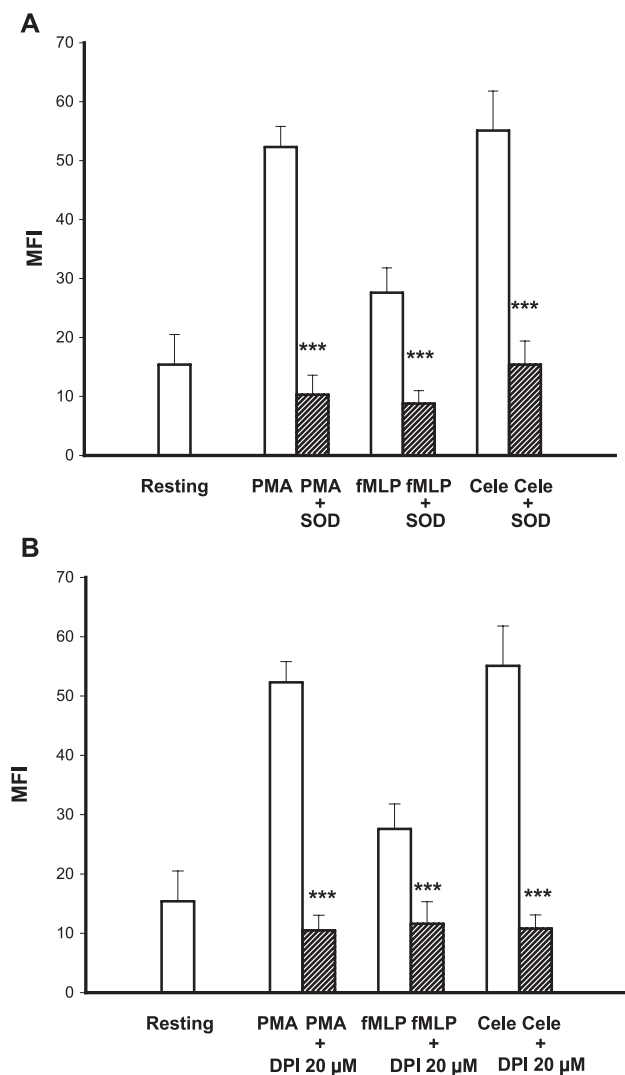 A
70
60
50
40
30
20
10
0
MFI
***
***
***
Resting PMA PMA fMLP fMLP Cele Cele
+ + +
SOD SOD SOD
B
70
60
50
40
30
20
10
0
MFI
***
***
***
Resting PMA PMA fMLP fMLP Cele Cele
+ + +
DPI 20 µM DPI 20 µM DPI 20 µM